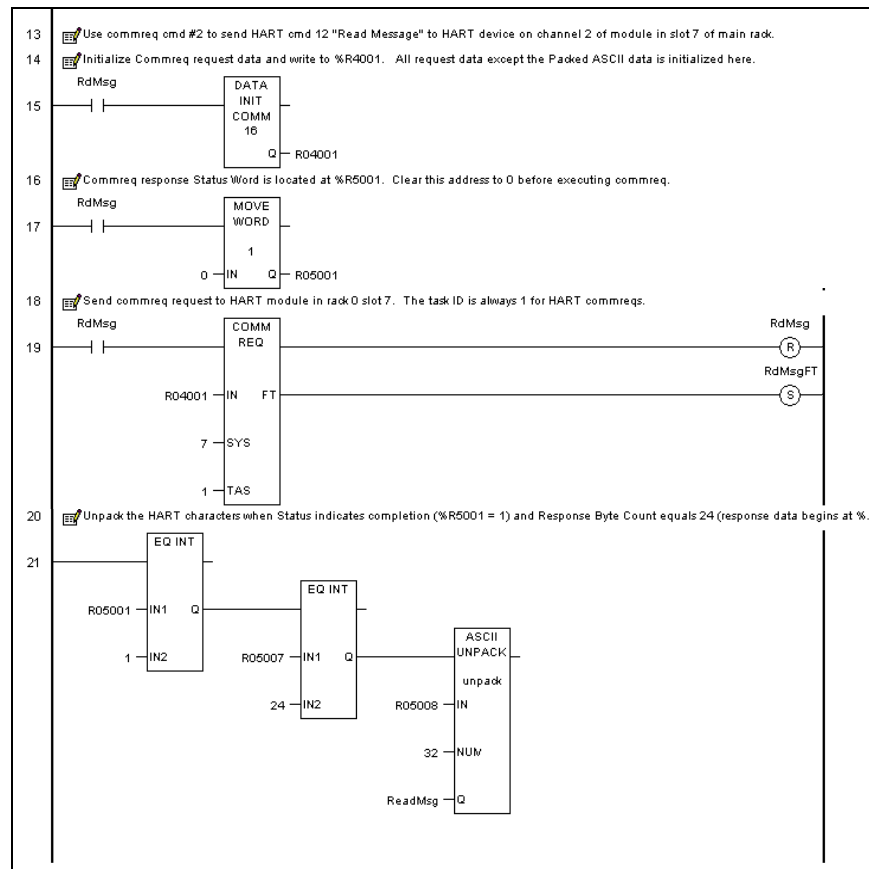 13 Use commreq cmd #2 to send HART cmd 12 "Read Message" to HART device on channel 2 of module in slot 7 of main rack.
14 Initialize Commreq request data and write to %R4001. All request data except the Packed ASCII data is initialized here.
RdMsg
15
DATA
INIT
COMM
16
Q R04001
16 Commreq response Status Word is located at %R5001. Clear this address to 0 before executing commreq.
RdMsg
17
MOVE
WORD
1
0 IN Q R05001
18 Send commreq request to HART module in rack 0 slot 7. The task ID is always 1 for HART commreqs.
RdMsg
19
COMM
REQ
RdMsg
R
RdMsgFT
S
R04001 IN FT
7 SYS
1 TAS
20 Unpack the HART characters when Status indicates completion (%R5001 = 1) and Response Byte Count equals 24 (response data begins at %.
21
EQ INT
R05001 IN1 Q
1 IN2
EQ INT
R05007 IN1 Q
24 IN2
ASCII
UNPACK
unpack
R05008 IN
32 NUM
ReadMsg Q